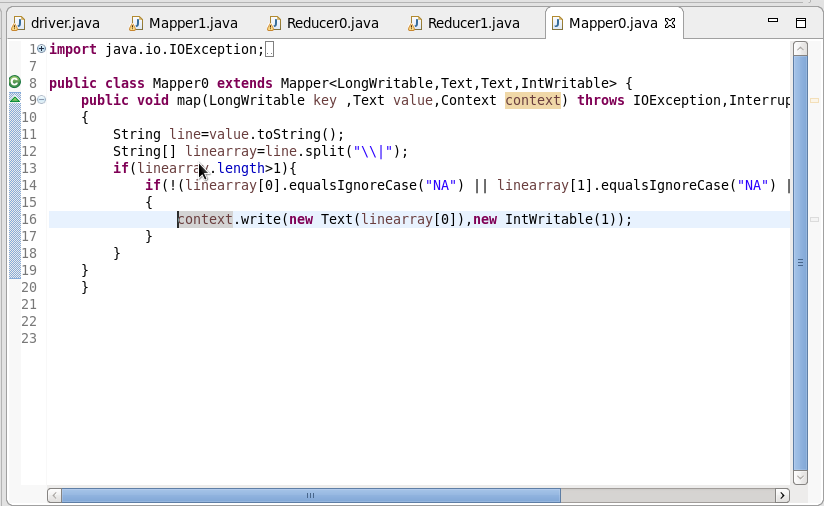 driver.java Mapper1.java Reducer0.java Reducer1.java Mapper0.java
1 import java.io.IOException;
7
8 public class Mapper0 extends Mapper<LongWritable,Text,Text,IntWritable> {
9 public void map(LongWritable key ,Text value,Context context) throws IOException,Interrup
10 {
11 String line=value.toString();
12 String[] linearray=line.split("\\|");
13 if(linearray.length>1){
14 if(!(linearray[0].equalsIgnoreCase("NA") || linearray[1].equalsIgnoreCase("NA") |
15 {
16 context.write(new Text(linearray[0]),new IntWritable(1));
17 }
18 }
19 }
20 }
21
22
23